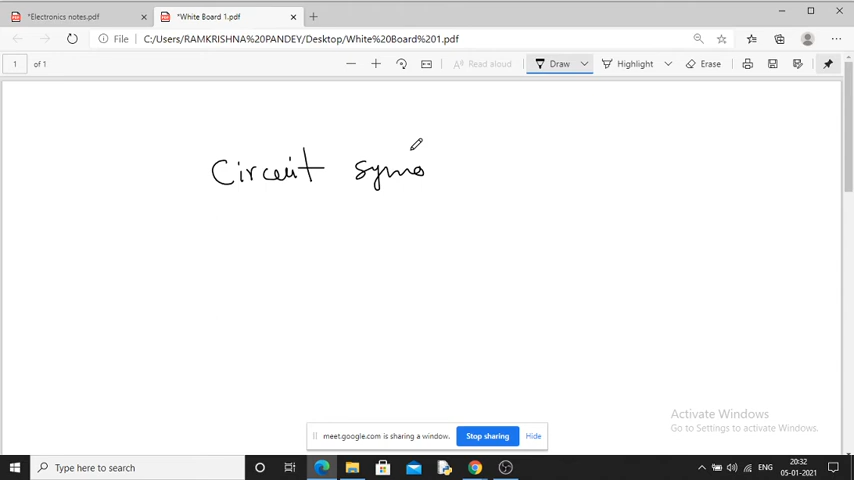 *Electronics notes.pdf
*White Board 1.pdf
File
C:/Users/RAMKRISHNA%20PANDEY/Desktop/White%20Board%201.pdf
1 of 1
Read aloud
Draw
Highlight
Erase
Circuit symo
meet.google.com is sharing a window.
Stop sharing
Hide
Activate Windows
Go to Settings to activate Windows.
Type here to search
ENG
20:32
05-01-2021